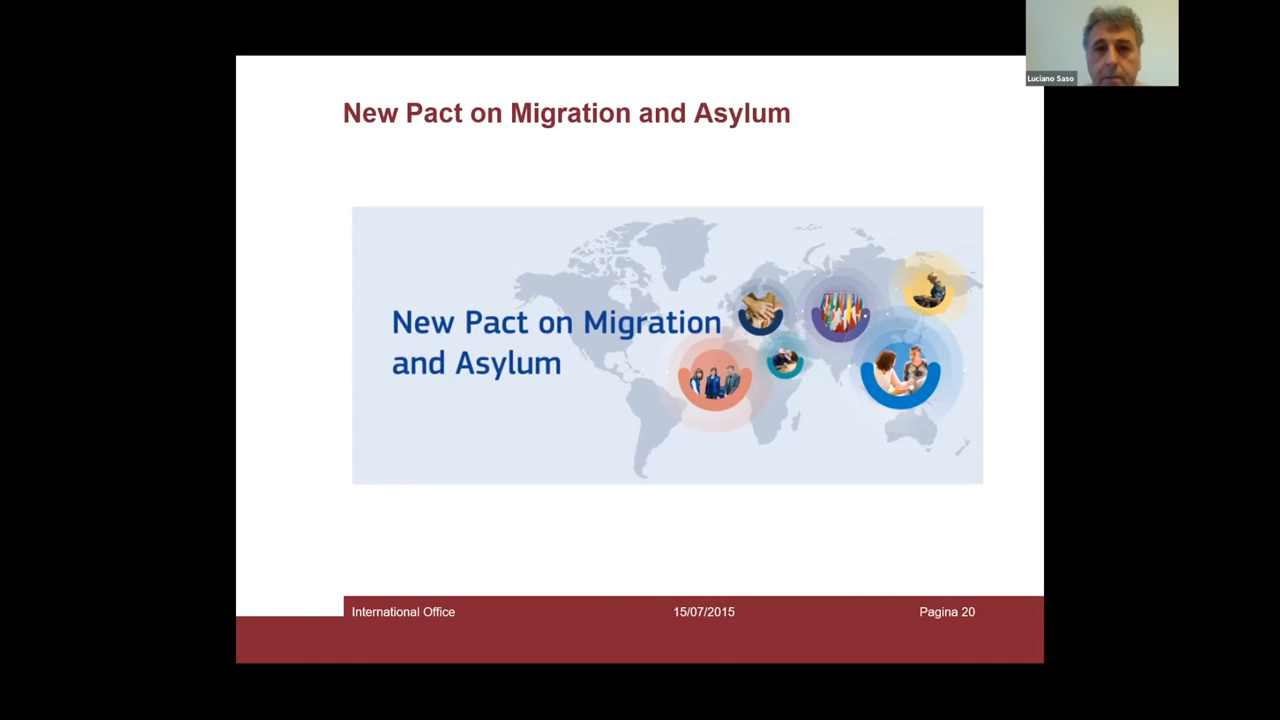 Luciano Saso
New Pact on Migration and Asylum
New Pact on Migration
and Asylum
International Office
15/07/2015
Pagina 20